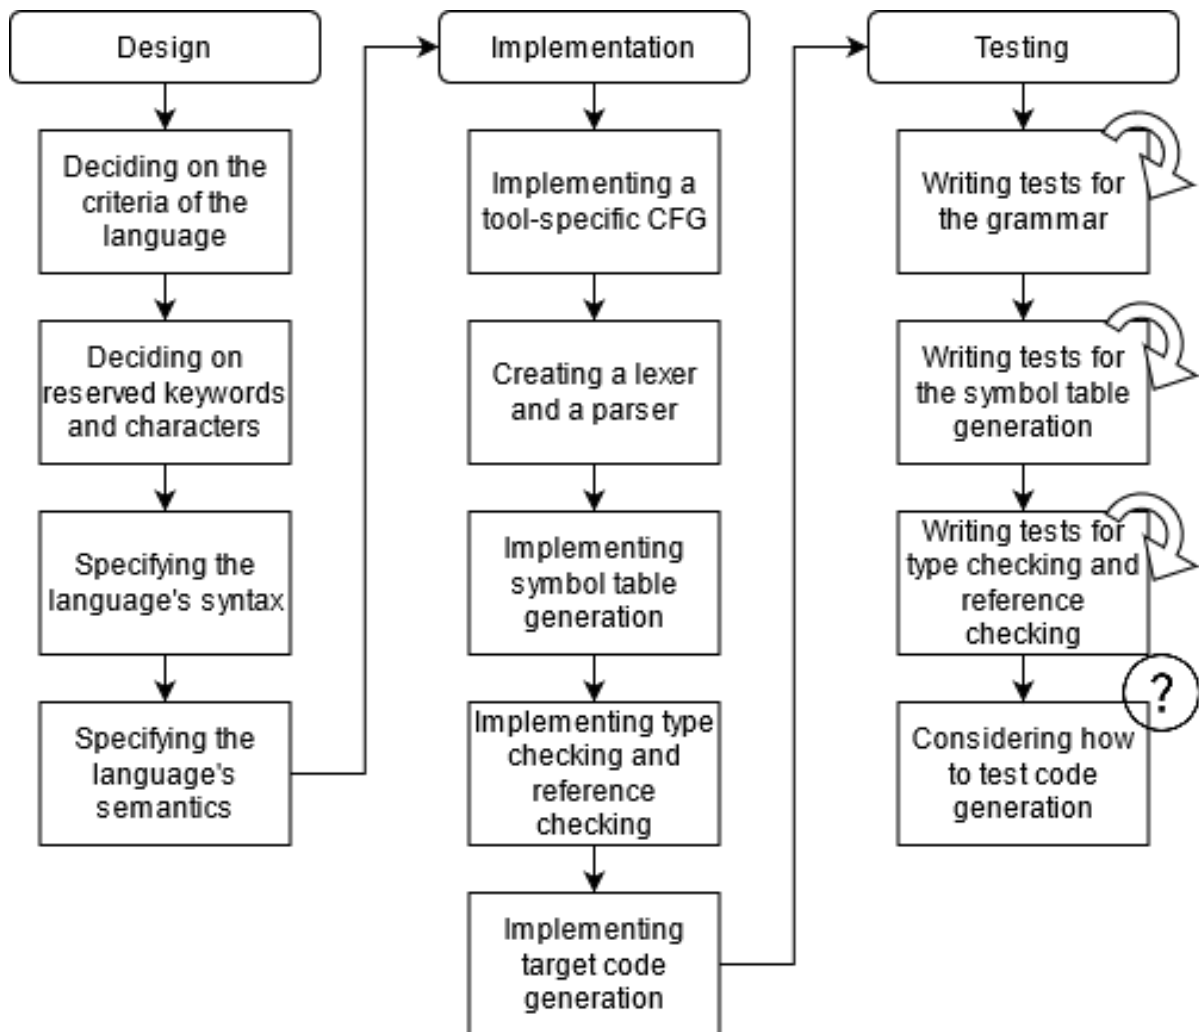 Design
Deciding on the
criteria of the
language
Deciding on
reserved keywords
and characters
Specifying the
language's syntax
Specifying the
language's
semantics
Implementation
Implementing a
tool-specific CFG
Creating a lexer
and a parser
Implementing
symbol table
generation
Implementing type
checking and
reference
checking
Implementing
target code
generation
Testing
Writing tests for
the grammar
Writing tests for
the symbol table
generation
Writing tests for
type checking and
reference
checking
?
Considering how
to test code
generation